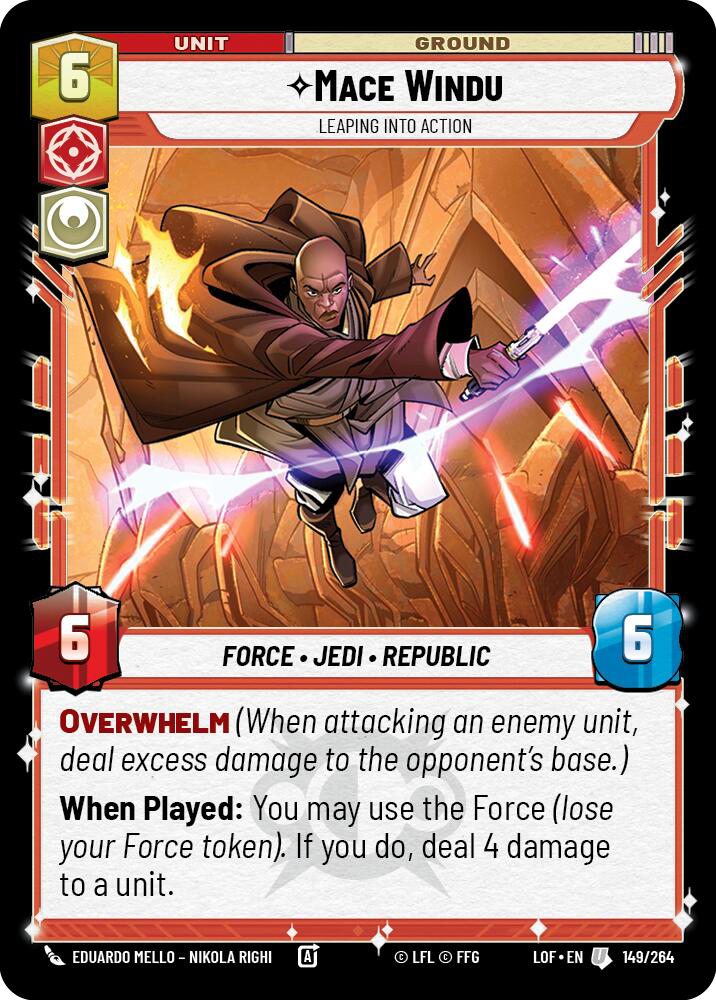 UNIT
GROUND
6
✧MACE WINDU
LEAPING INTO ACTION
6
6
FORCE • JEDI • REPUBLIC
OVERWHELM (When attacking an enemy unit,
deal excess damage to the opponent's base.)
When Played: You may use the Force (lose
your Force token). If you do, deal 4 damage
to a unit.
EDUARDO MELLO – NIKOLA RIGHI
A
© LFL © FFG
LOF • EN
U
149/264